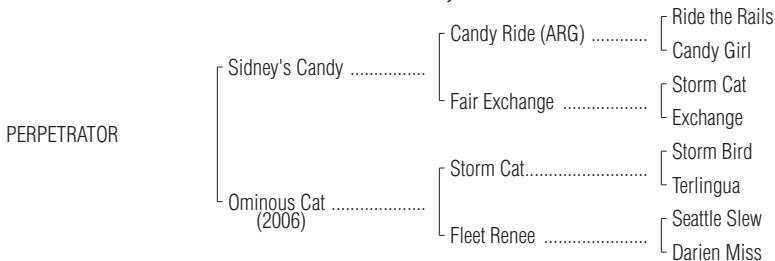 Ride the Rails
Candy Ride (ARG) ............
Candy Girl
Sidney's Candy ................
Storm Cat
Fair Exchange ..................
Exchange
PERPETRATOR
Storm Bird
Storm Cat..........................
Terlingua
Ominous Cat ....................
(2006)
Seattle Slew
Fleet Renee ......................
Darien Miss